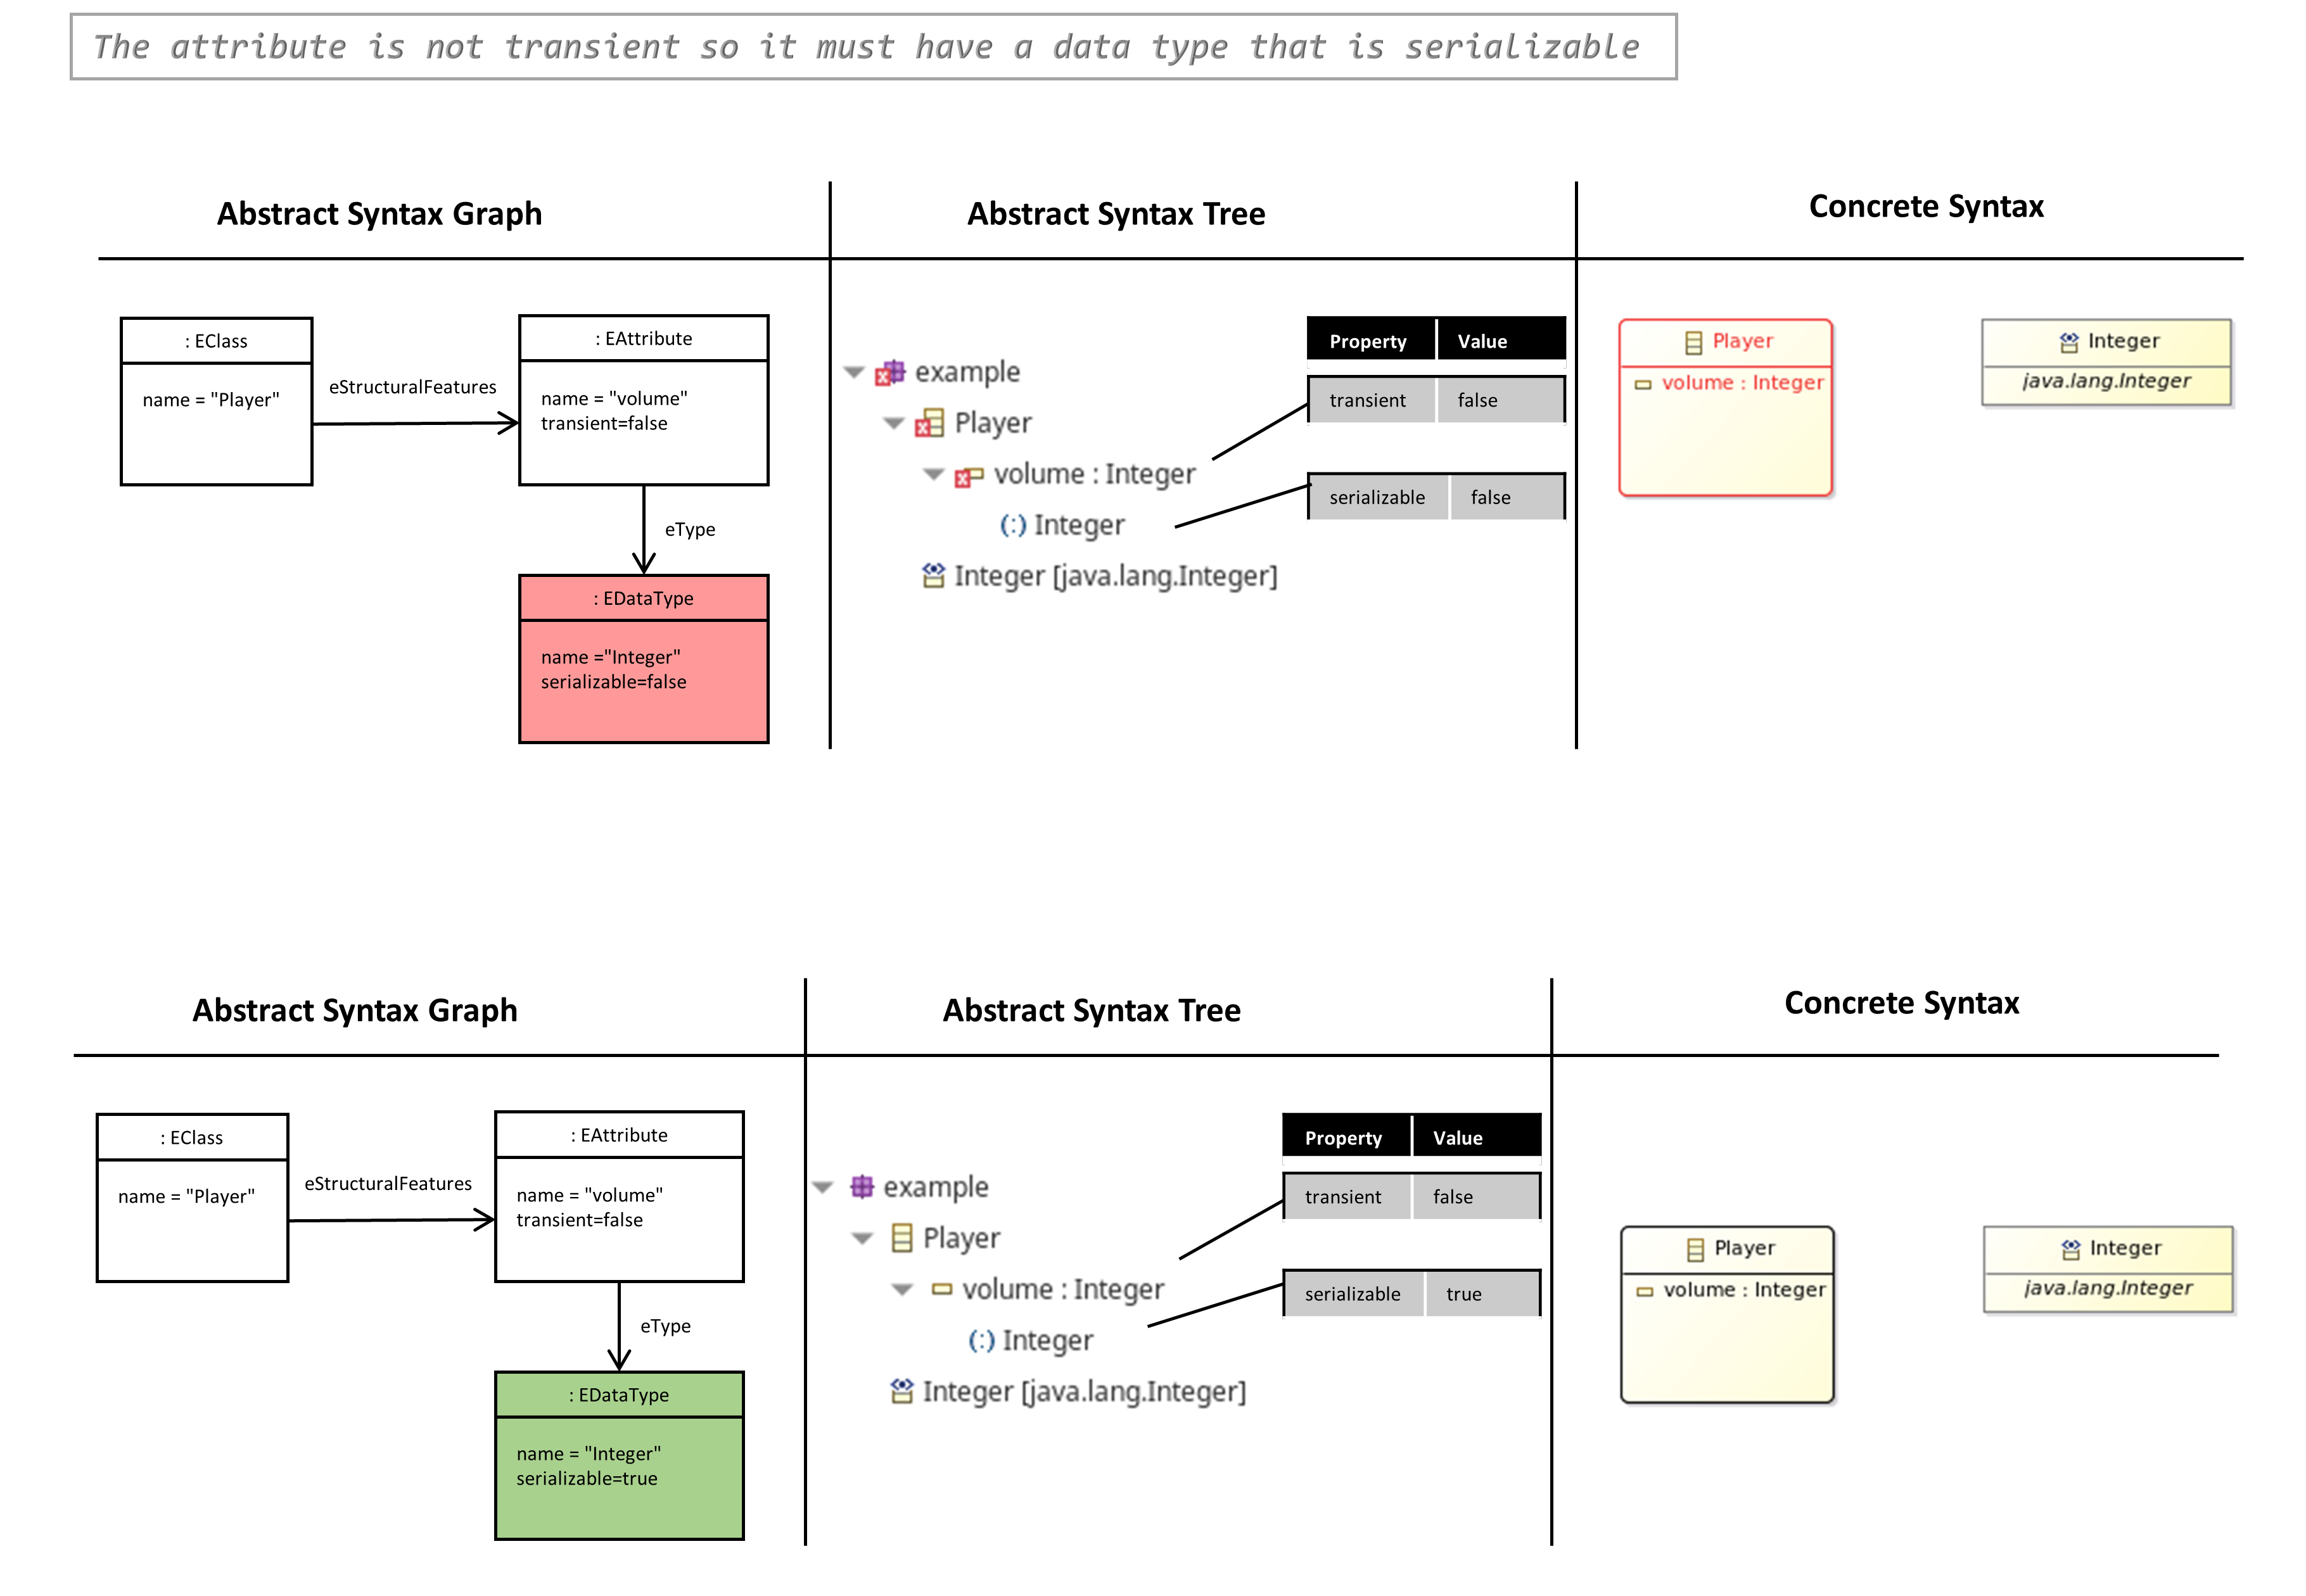 The attribute is not transient so it must have a data type that is serializable
Abstract Syntax Graph
Abstract Syntax Tree
Concrete Syntax
: EClass
name = "Player"
eStructuralFeatures
: EAttribute
name = "volume"
transient=false
eType
: EDataType
name ="Integer"
serializable=false
example
Player
volume : Integer
(:) Integer
Integer [java.lang.Integer]
Property Value
transient false
serializable false
Player
volume : Integer
Integer
java.lang.Integer
Abstract Syntax Graph
Abstract Syntax Tree
Concrete Syntax
: EClass
name = "Player"
eStructuralFeatures
: EAttribute
name = "volume"
transient=false
eType
: EDataType
name = "Integer"
serializable=true
example
Player
volume : Integer
(:) Integer
Integer [java.lang.Integer]
Property Value
transient false
serializable true
Player
volume : Integer
Integer
java.lang.Integer